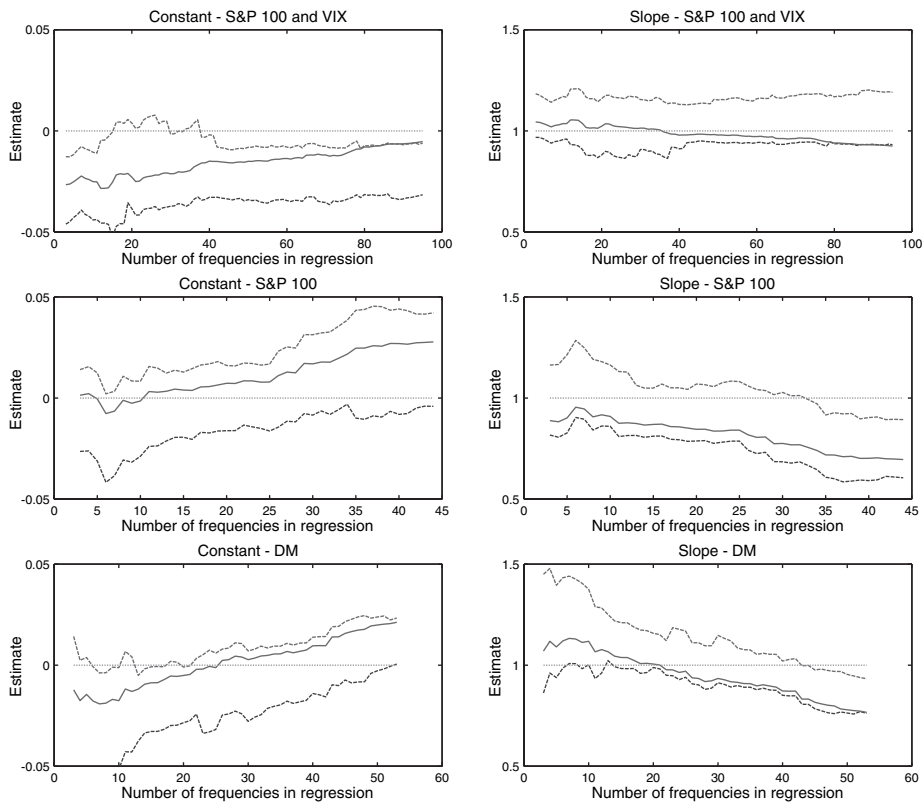 Constant - S&P 100 and VIX
0.05
0
-0.05
Estimate
0 20 40 60 80 100
Number of frequencies in regression
Slope - S&P 100 and VIX
1.5
1
0.5
Estimate
0 20 40 60 80 100
Number of frequencies in regression
Constant - S&P 100
0.05
0
-0.05
Estimate
0 5 10 15 20 25 30 35 40 45
Number of frequencies in regression
Slope - S&P 100
1.5
1
0.5
Estimate
0 5 10 15 20 25 30 35 40 45
Number of frequencies in regression
Constant - DM
0.05
0
-0.05
Estimate
0 10 20 30 40 50 60
Number of frequencies in regression
Slope - DM
1.5
1
0.5
Estimate
0 10 20 30 40 50 60
Number of frequencies in regression